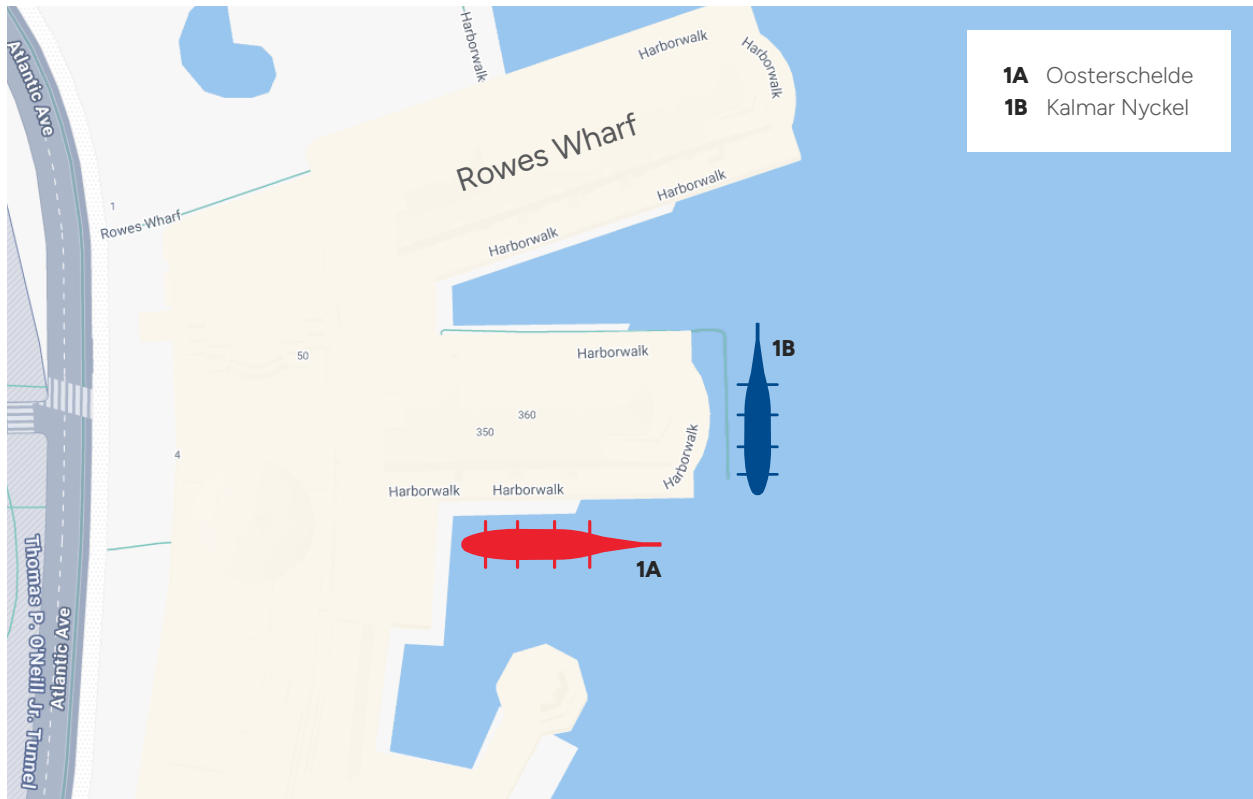 Harborwalk
Harborwalk
Harborwalk
Atlantic Ave
1A Oosterschelde
1B Kalmar Nyckel
Rowes Wharf
Harborwalk
1
Rowes Wharf
Harborwalk
1B
50
Harborwalk
360
350
4
Harborwalk
Harborwalk
Harborwalk
1A
Thomas P. O'Neill Jr. Tunnel
Atlantic Ave